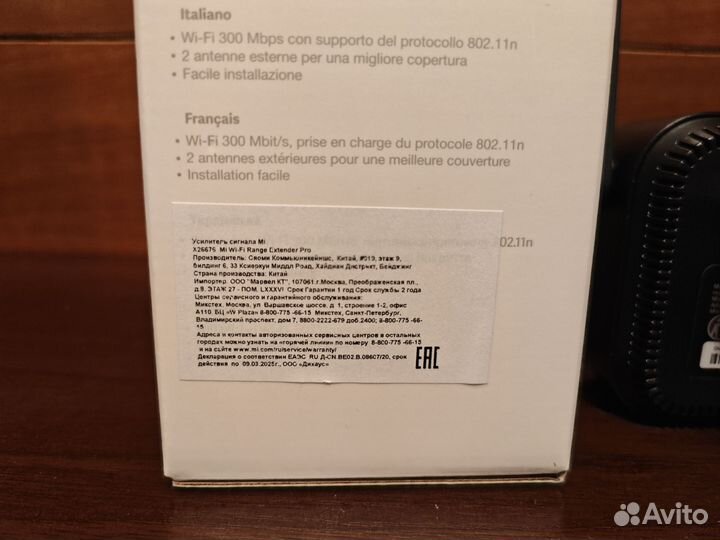 Italiano
• Wi-Fi 300 Mbps con supporto del protocollo 802.11n
• 2 antenne esterne per una migliore copertura
• Facile installazione
Français
• Wi-Fi 300 Mbit/s, prise en charge du protocole 802.11n
• 2 antennes extérieures pour une meilleure couverture
• Installation facile
Українська
802.11n
Усилитель сигнала Mi
X26675 Mi Wi-Fi Range Extender Pro
Производитель: Сяоми Коммьюникейшнс, Китай, #019, этаж 9,
билдинг 6, 33 Ксиерқи Миддл Роад, Хайдиан Дистрикт, Бейджинг
Страна производства: Китай
Импортер: ООО "Марвел КТ", 107061 г.Москва, Преображенская пл.,
д.8, ЭТАЖ 27 - ПОМ. LXXXVI Срок Гарантии 1 год Срок службы 2 года
Центры сервисного и гарантийного обслуживания:
Микстех, Москва, ул Варшавское шоссе, д 1, строение 1-2, офис
А110, БЦ «W Plaza» 8-800-775-66-15 Микстех, Санкт-Петербург,
Владимирский проспект, дом 7, 8800-2222-679 доб.2400; 8-800-775-66-
15
Адреса и контакты авторизованных сервисных центров в остальных
городах можно узнать на «горячей линии» по номеру 8-800-775-66-15
и на сайте www.mi.com/ru/service/warranty/
Декларация о соответствии ЕАЭС RU Д-CN.ВЕ02.В.08607/20, срок
действия по 09.03.2025г., ООО «Дихаус»
EAC
Avito